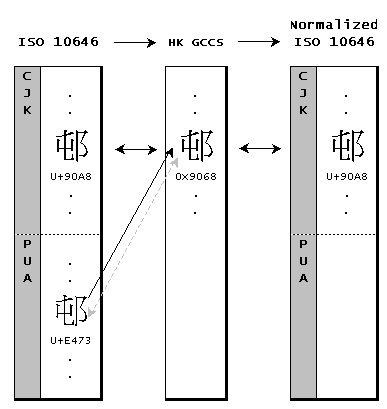 Normalized
ISO 10646 HK GCCS ISO 10646
C
J
K
邨 邨 邨
U+90A8 0x9068 U+90A8
P
U
A
邨
U+E473